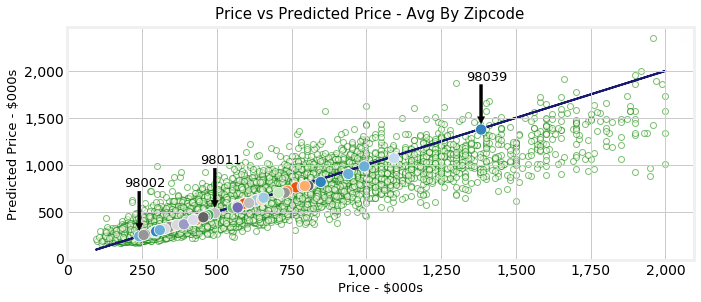 Price vs Predicted Price - Avg By Zipcode
Predicted Price - $000s
2,000
1,500
1,000
500
0
98039
98011
98002
0 250 500 750 1,000 1,250 1,500 1,750 2,000
Price - $000s